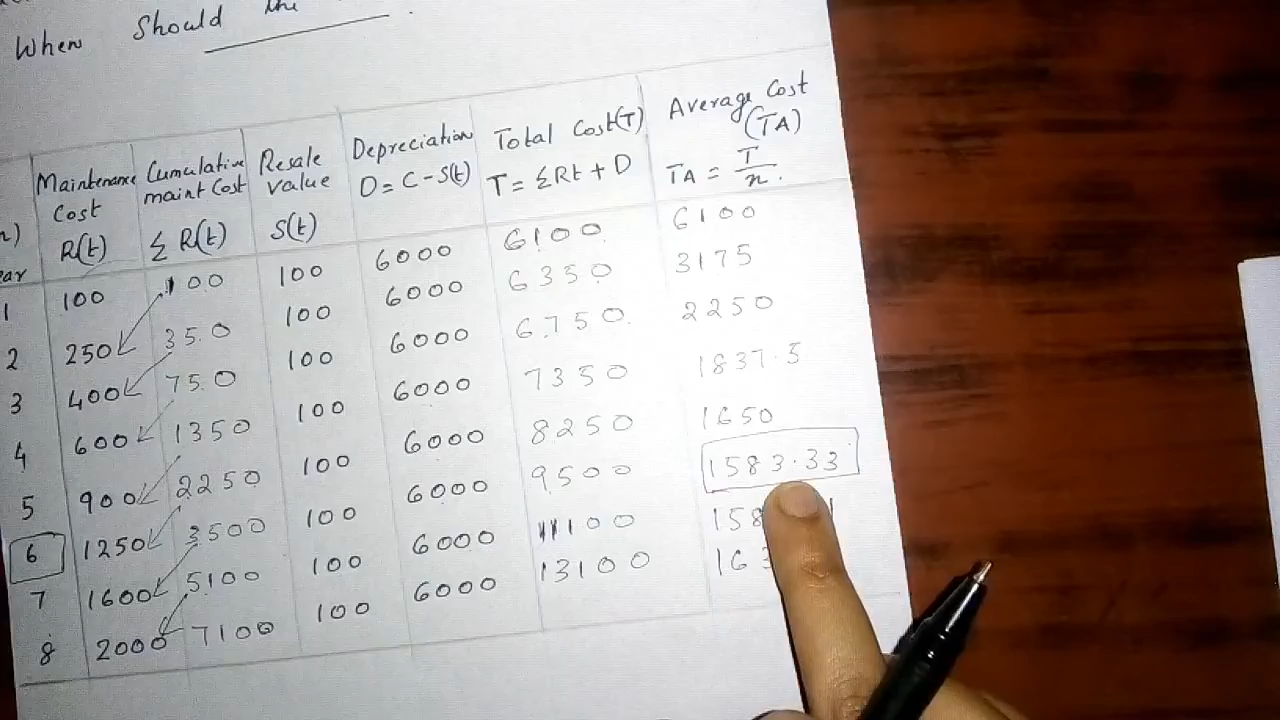 When Should the
n) Maintenance Cumulative Resale Depreciation Total Cost(T) Average Cost
Cost maint Cost value D = C - S(t) T = ΣRt + D (TA)
R(t) Σ R(t) S(t) TA = T/n.
1 100 100 100 6000 6100 6100
2 250 350 100 6000 6350 3175
3 400 750 100 6000 6750 2250
4 600 1350 100 6000 7350 1837.5
5 900 2250 100 6000 8250 1650
6 1250 3500 100 6000 9500 1583.33
7 1600 5100 100 6000 11100
8 2000 7100 100 6000 13100